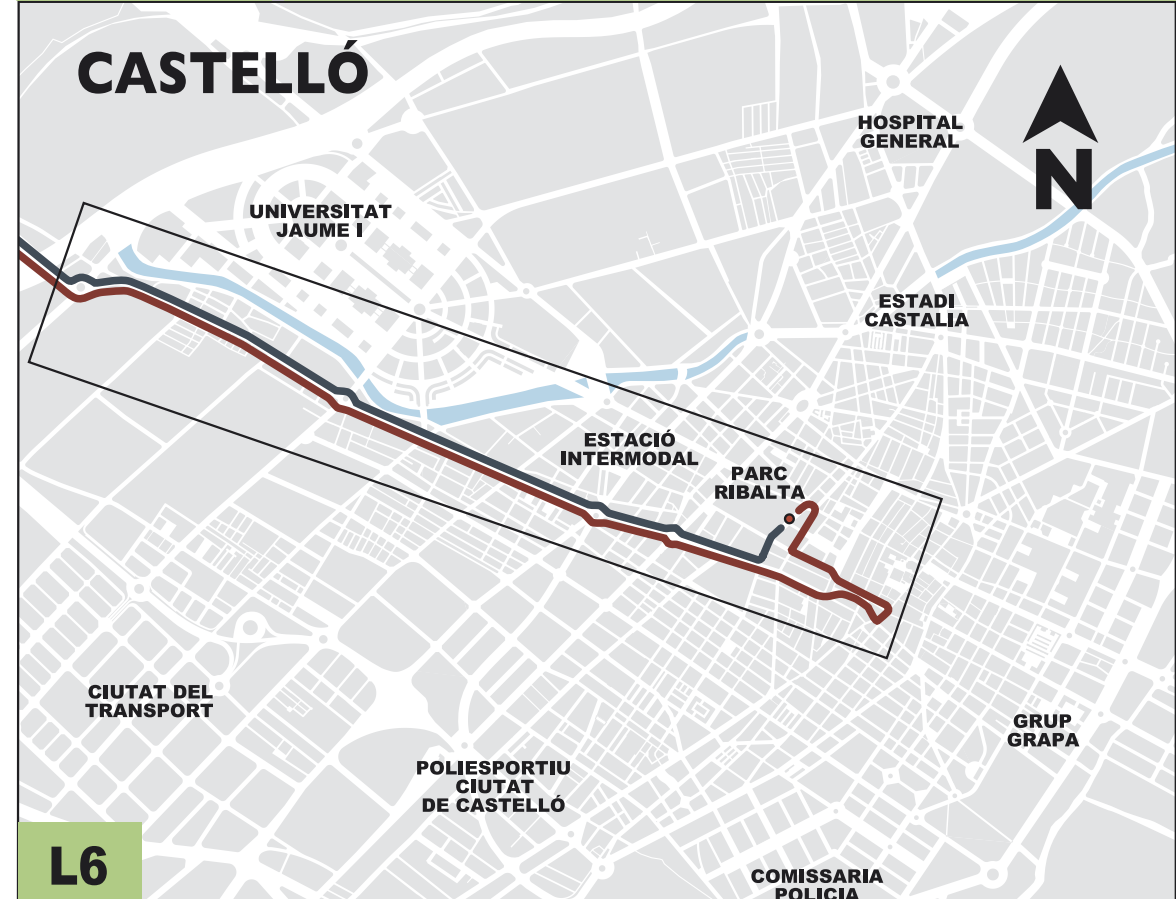 CASTELLÓ
HOSPITAL
GENERAL
N
UNIVERSITAT
JAUME I
ESTADI
CASTALIA
ESTACIÓ
INTERMODAL
PARC
RIBALTA
CIUTAT DEL
TRANSPORT
GRUP
GRAPA
POLIESPORTIU
CIUTAT
DE CASTELLÓ
L6
COMISSARIA
POLICIA